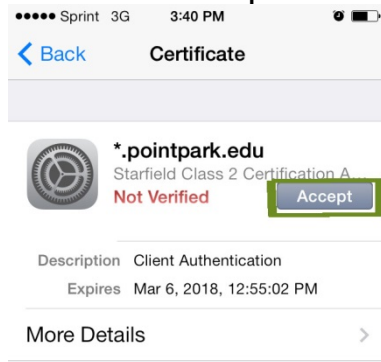 Sprint 3G 3:40 PM
Back Certificate
*.pointpark.edu
Starfield Class 2 Certification A...
Not Verified Accept
Description Client Authentication
Expires Mar 6, 2018, 12:55:02 PM
More Details